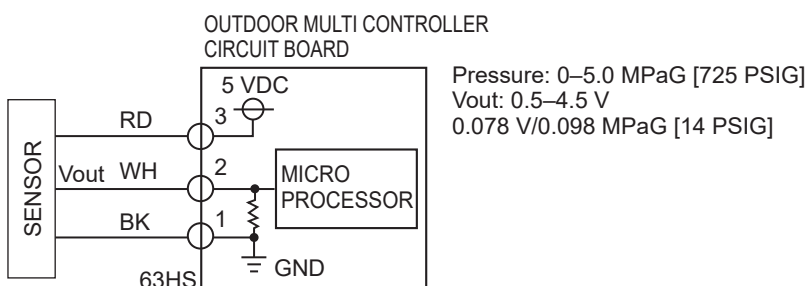 OUTDOOR MULTI CONTROLLER
CIRCUIT BOARD
Pressure: 0–5.0 MPaG [725 PSIG]
Vout: 0.5–4.5 V
0.078 V/0.098 MPaG [14 PSIG]
5 VDC
RD
3
SENSOR
Vout
WH
2
MICRO
PROCESSOR
BK
1
GND
63HS